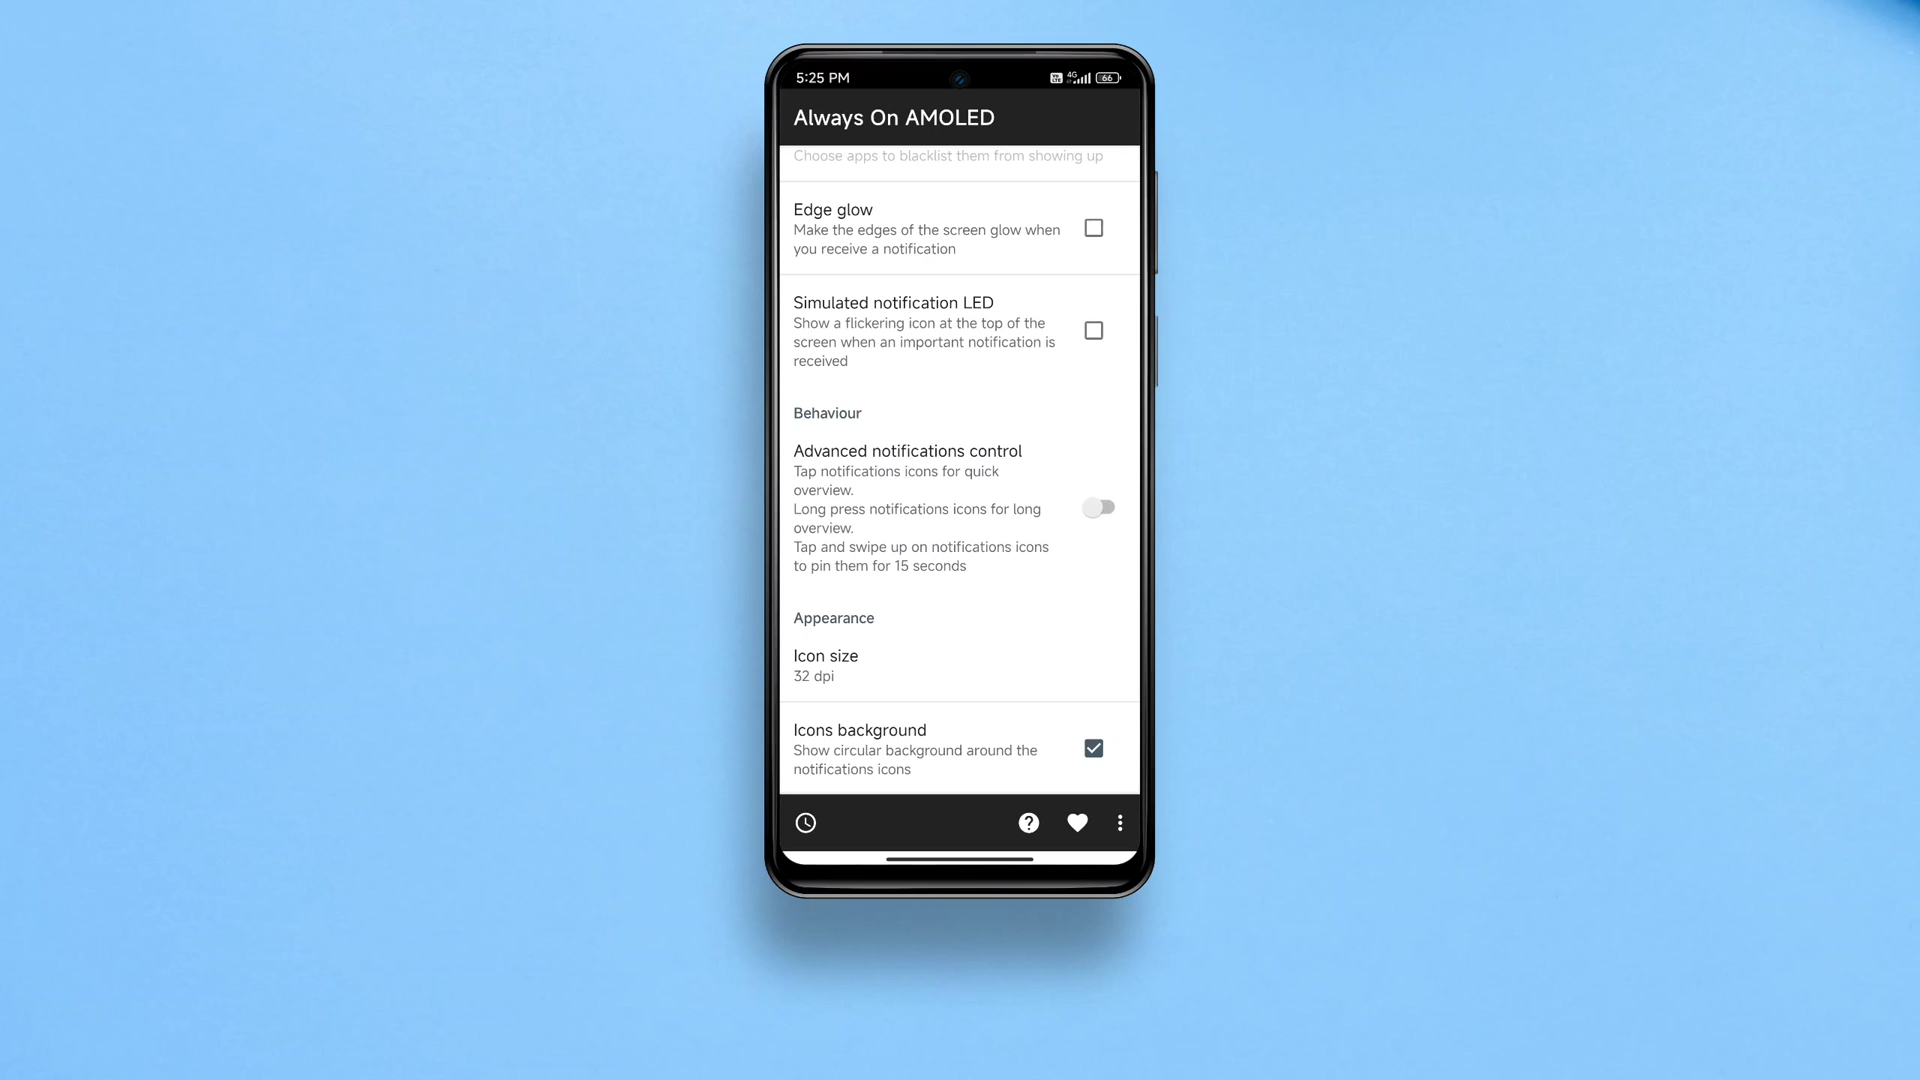 5:25 PM
Vo LTE 4G 66
Always On AMOLED
Choose apps to blacklist them from showing up
Edge glow
Make the edges of the screen glow when
you receive a notification
Simulated notification LED
Show a flickering icon at the top of the
screen when an important notification is
received
Behaviour
Advanced notifications control
Tap notifications icons for quick
overview.
Long press notifications icons for long
overview.
Tap and swipe up on notifications icons
to pin them for 15 seconds
Appearance
Icon size
32 dpi
Icons background
Show circular background around the
notifications icons